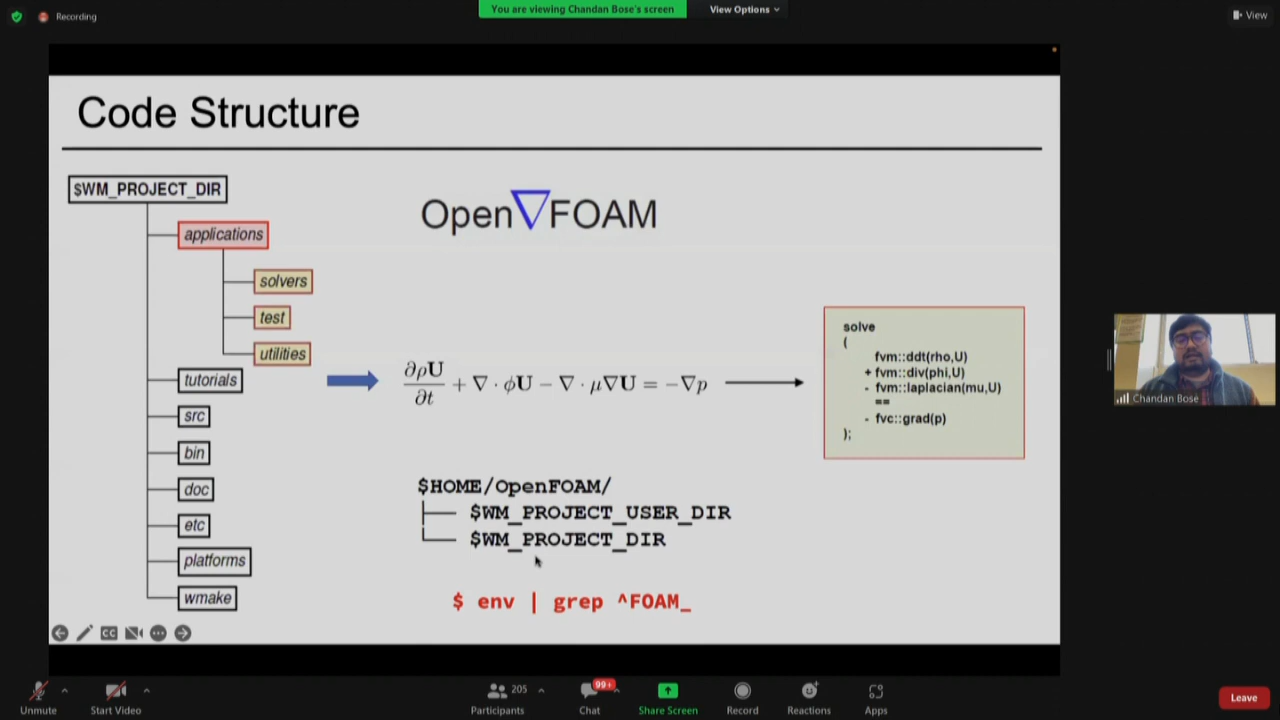 Recording
You are viewing Chandan Bose's screen
View Options
View
Code Structure
$WM_PROJECT_DIR
applications
solvers
test
utilities
tutorials
src
bin
doc
etc
platforms
wmake
Open∇FOAM
∂ρU/∂t + ∇ · ϕU − ∇ · μ∇U = −∇p
solve
(
fvm::ddt(rho,U)
+ fvm::div(phi,U)
- fvm::laplacian(mu,U)
==
- fvc::grad(p)
);
$HOME/OpenFOAM/
$WM_PROJECT_USER_DIR
$WM_PROJECT_DIR
$ env | grep ^FOAM_
CC
Chandan Bose
Unmute
Start Video
205
Participants
99+
Chat
Share Screen
Record
Reactions
Apps
Leave